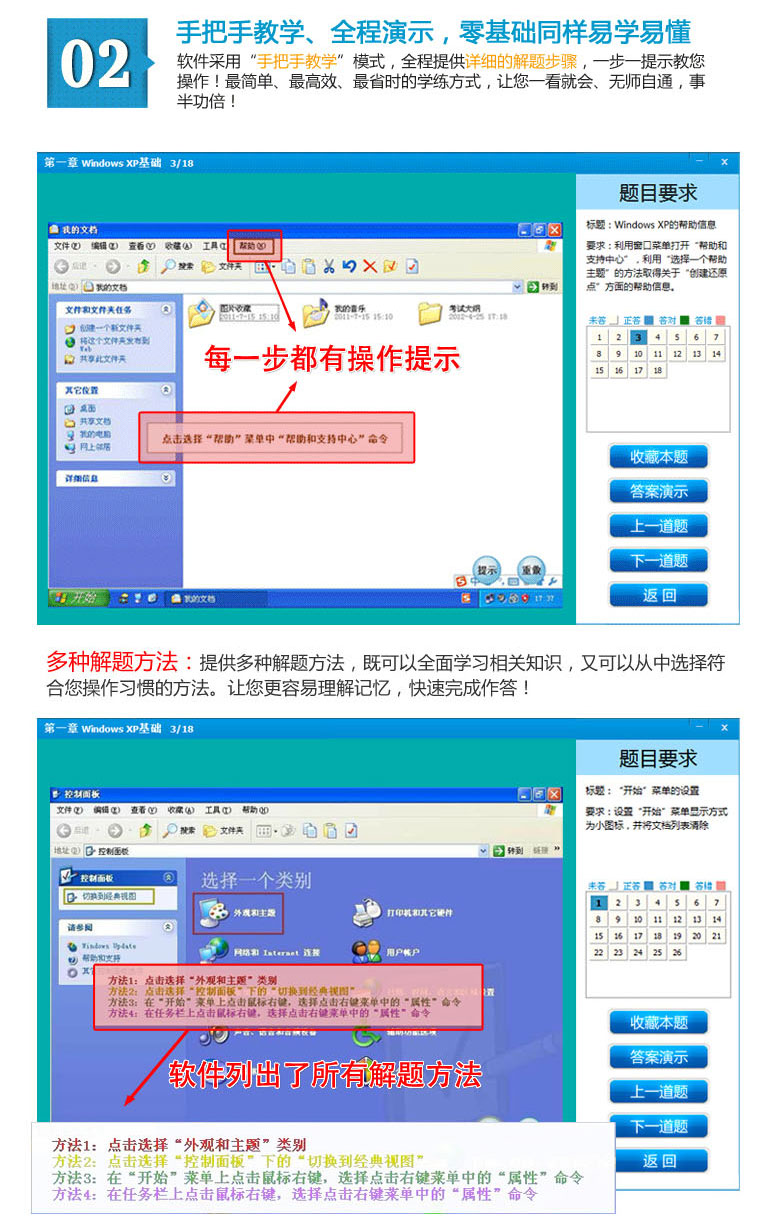 02
手把手教学、全程演示，零基础同样易学易懂
软件采用“手把手教学”模式，全程提供详细的解题步骤，一步一提示教您
操作！最简单、最高效、最省时的学练方式，让您一看就会、无师自通，事
半功倍！
第一章 Windows XP基础 3/18
题目要求
标题：Windows XP的帮助信息
要求：利用窗口菜单打开“帮助和
支持中心”，利用“选择一个帮助
主题”的方法取得关于“创建还原
点”方面的帮助信息。
未答 正答 答对 答错
1 2 3 4 5 6 7
8 9 10 11 12 13 14
15 16 17 18
收藏本题
答案演示
上一道题
下一道题
返 回
我的文档
文件(F) 编辑(E) 查看(V) 收藏(A) 工具(T) 帮助(H)
后退 搜索 文件夹
地址(D) 我的文档 转到
文件和文件夹任务
创建一个新文件夹
将这个文件夹发布到
Web
共享此文件夹
其它位置
桌面
共享文档
我的电脑
网上邻居
详细信息
图片收藏
2011-7-15 15:10
我的音乐
2011-7-15 15:10
考试大纲
2012-4-25 17:18
每一步都有操作提示
点击选择“帮助”菜单中“帮助和支持中心”命令
提示 重做
开始 我的文档 17:37
多种解题方法：提供多种解题方法，既可以全面学习相关知识，又可以从中选择符
合您操作习惯的方法。让您更容易理解记忆，快速完成作答！
第一章 Windows XP基础 3/18
题目要求
标题：“开始”菜单的设置
要求：设置“开始”菜单显示方式
为小图标，并将文档列表清除
未答 正答 答对 答错
1 2 3 4 5 6 7
8 9 10 11 12 13 14
15 16 17 18 19 20 21
22 23 24 25 26
收藏本题
答案演示
上一道题
下一道题
返 回
控制面板
文件(F) 编辑(E) 查看(V) 收藏(A) 工具(T) 帮助(H)
后退 搜索 文件夹
地址(D) 控制面板 转到 链接 »
控制面板
切换到经典视图
请参阅
Windows Update
帮助和支持
选择一个类别
外观和主题
打印机和其它硬件
网络和 Internet 连接
用户帐户
方法1：点击选择“外观和主题”类别
方法2：点击选择“控制面板”下的“切换到经典视图”
方法3：在“开始”菜单上点击鼠标右键，选择点击右键菜单中的“属性”命令
方法4：在任务栏上点击鼠标右键，选择点击右键菜单中的“属性”命令
声音、语音和音频设备
辅助功能选项
软件列出了所有解题方法
方法1：点击选择“外观和主题”类别
方法2：点击选择“控制面板”下的“切换到经典视图”
方法3：在“开始”菜单上点击鼠标右键，选择点击右键菜单中的“属性”命令
方法4：在任务栏上点击鼠标右键，选择点击右键菜单中的“属性”命令